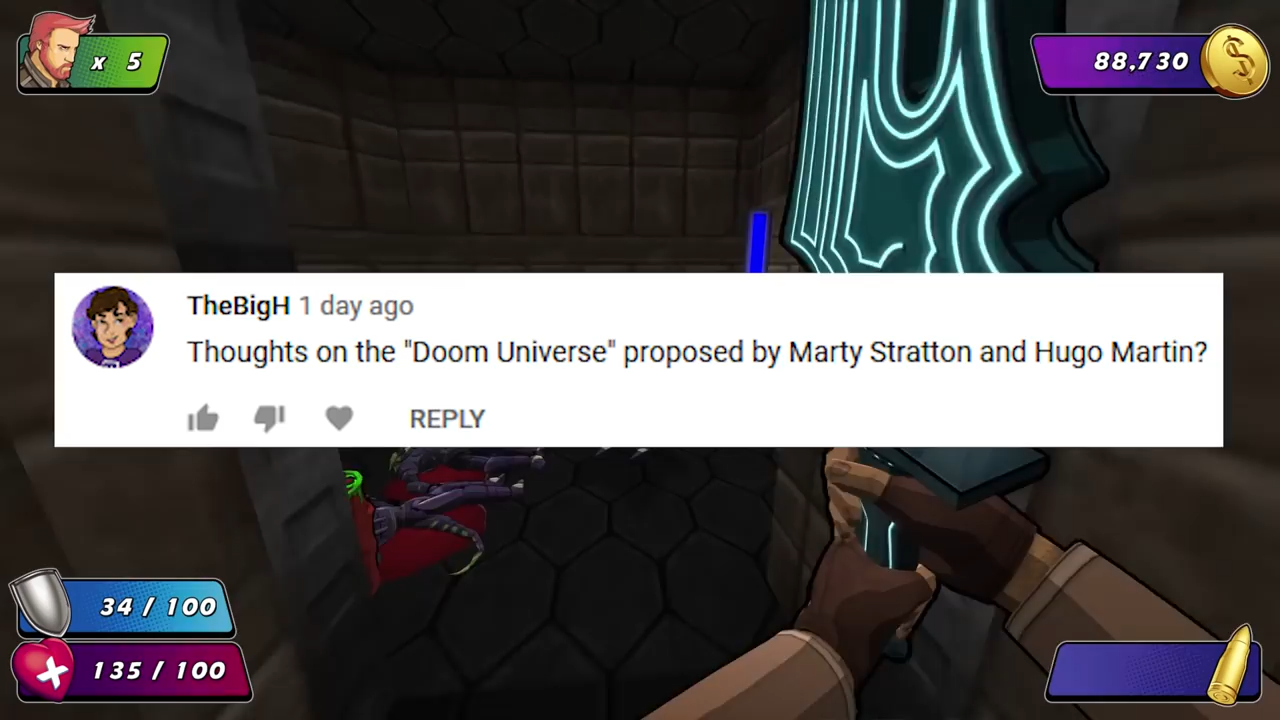 x 5
88,730
TheBigH 1 day ago
Thoughts on the "Doom Universe" proposed by Marty Stratton and Hugo Martin?
REPLY
34 / 100
135 / 100